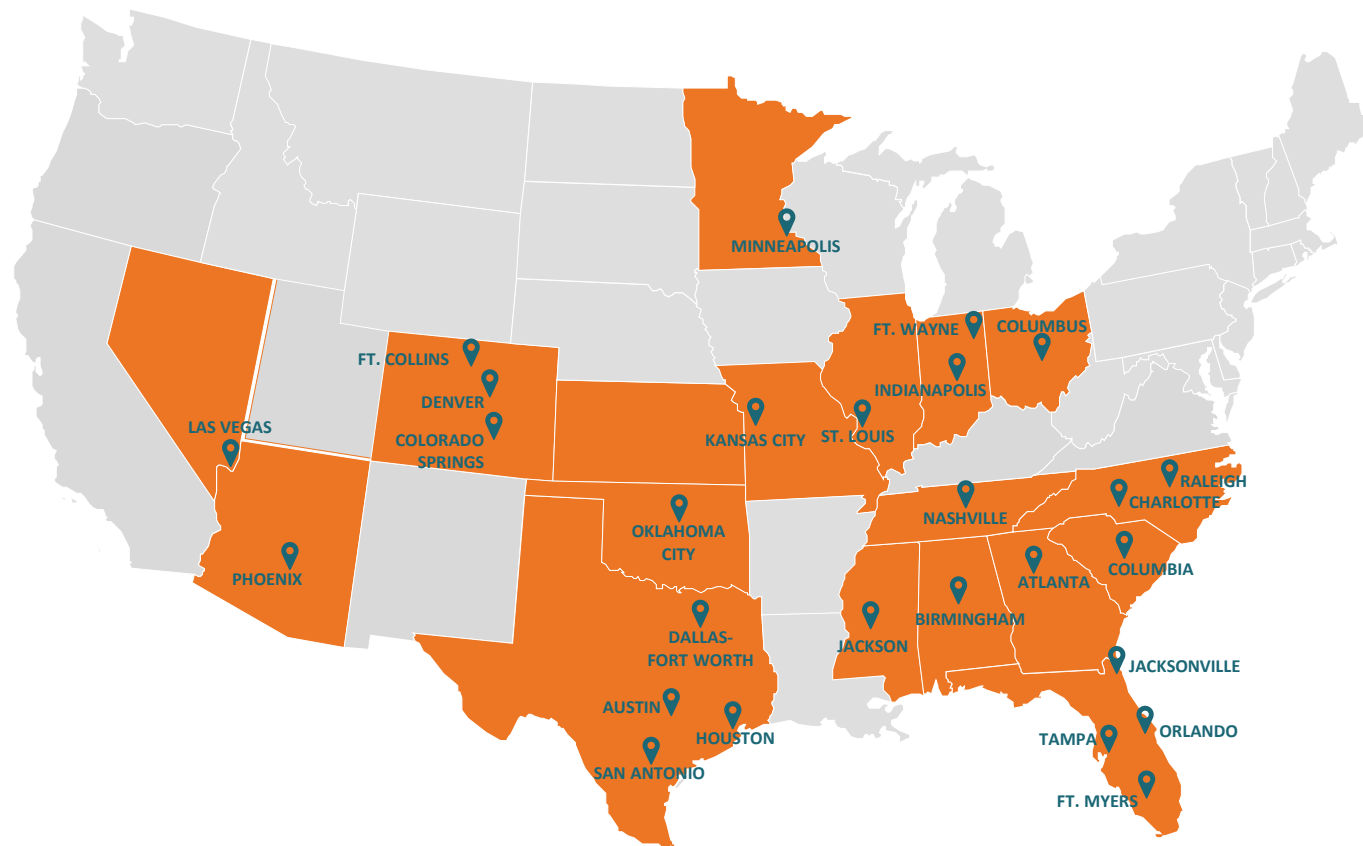 MINNEAPOLIS
FT. WAYNE
COLUMBUS
FT. COLLINS
INDIANAPOLIS
DENVER
LAS VEGAS
COLORADO
SPRINGS
KANSAS CITY
ST. LOUIS
RALEIGH
CHARLOTTE
NASHVILLE
OKLAHOMA
CITY
PHOENIX
ATLANTA
COLUMBIA
BIRMINGHAM
DALLAS-
FORT WORTH
JACKSON
JACKSONVILLE
AUSTIN
HOUSTON
ORLANDO
TAMPA
SAN ANTONIO
FT. MYERS